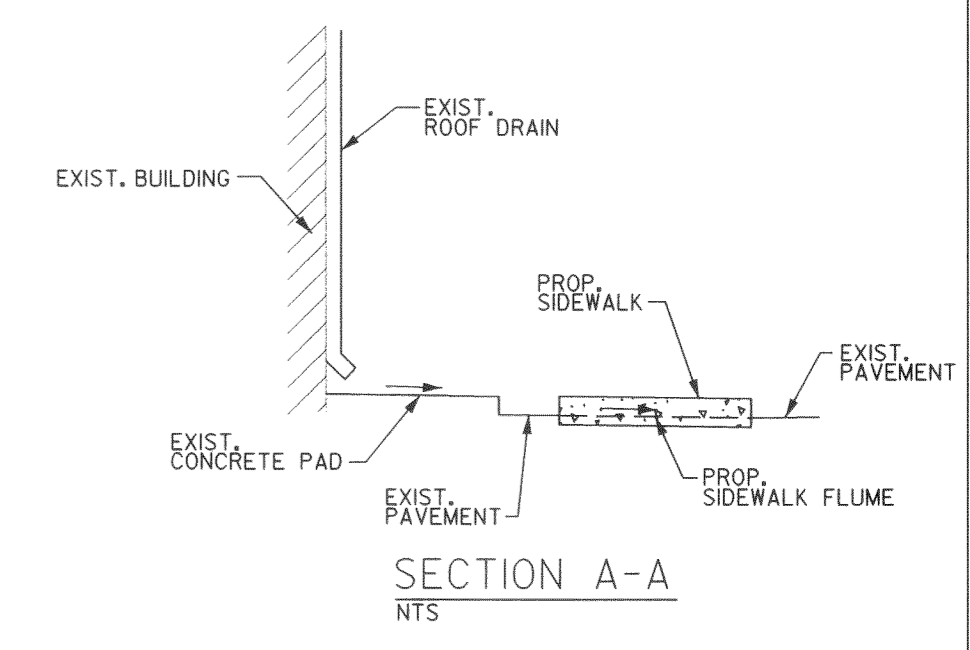 EXIST.
ROOF DRAIN
EXIST. BUILDING
PROP.
SIDEWALK
EXIST.
PAVEMENT
EXIST.
CONCRETE PAD
PROP.
SIDEWALK FLUME
EXIST.
PAVEMENT
SECTION A-A
NTS